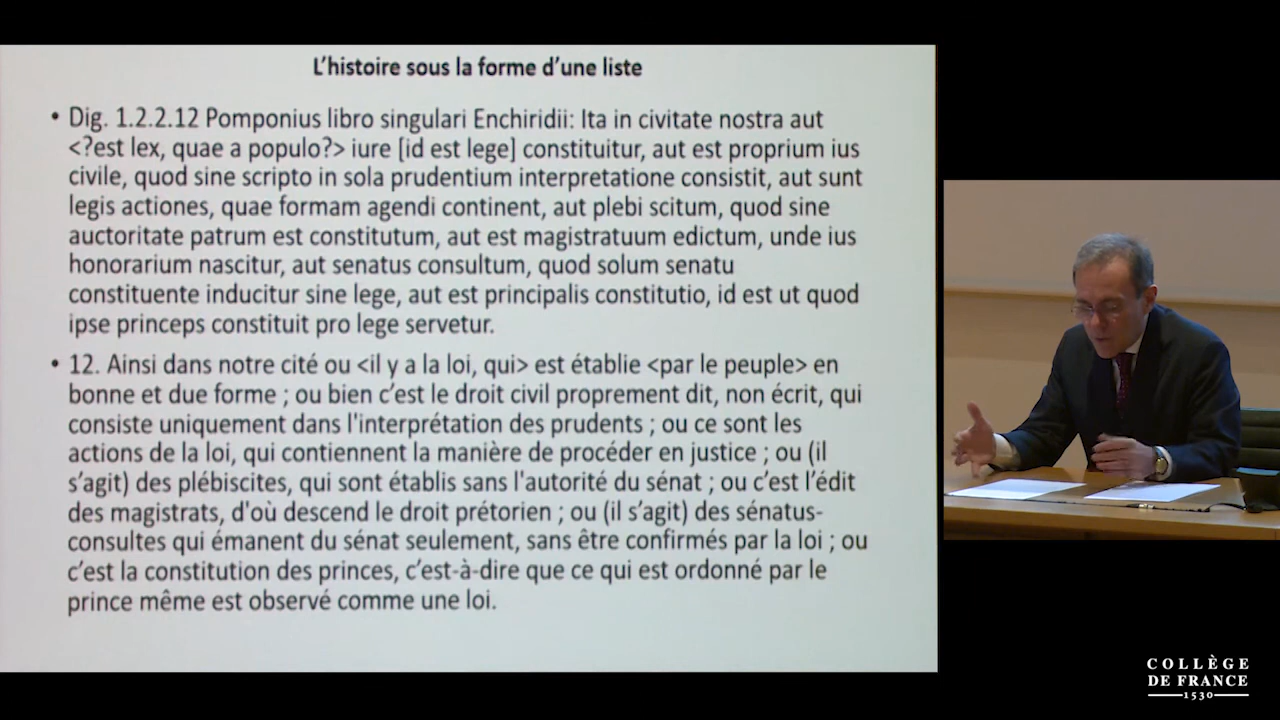 L'histoire sous la forme d'une liste
• Dig. 1.2.2.12 Pomponius libro singulari Enchiridii: Ita in civitate nostra aut
<?est lex, quae a populo?> iure [id est lege] constituitur, aut est proprium ius
civile, quod sine scripto in sola prudentium interpretatione consistit, aut sunt
legis actiones, quae formam agendi continent, aut plebi scitum, quod sine
auctoritate patrum est constitutum, aut est magistratuum edictum, unde ius
honorarium nascitur, aut senatus consultum, quod solum senatu
constituente inducitur sine lege, aut est principalis constitutio, id est ut quod
ipse princeps constituit pro lege servetur.
• 12. Ainsi dans notre cité ou <il y a la loi, qui> est établie <par le peuple> en
bonne et due forme ; ou bien c'est le droit civil proprement dit, non écrit, qui
consiste uniquement dans l'interprétation des prudents ; ou ce sont les
actions de la loi, qui contiennent la manière de procéder en justice ; ou (il
s'agit) des plébiscites, qui sont établis sans l'autorité du sénat ; ou c'est l'édit
des magistrats, d'où descend le droit prétorien ; ou (il s'agit) des sénatus-
consultes qui émanent du sénat seulement, sans être confirmés par la loi ; ou
c'est la constitution des princes, c'est-à-dire que ce qui est ordonné par le
prince même est observé comme une loi.
COLLÈGE
DE FRANCE
1530